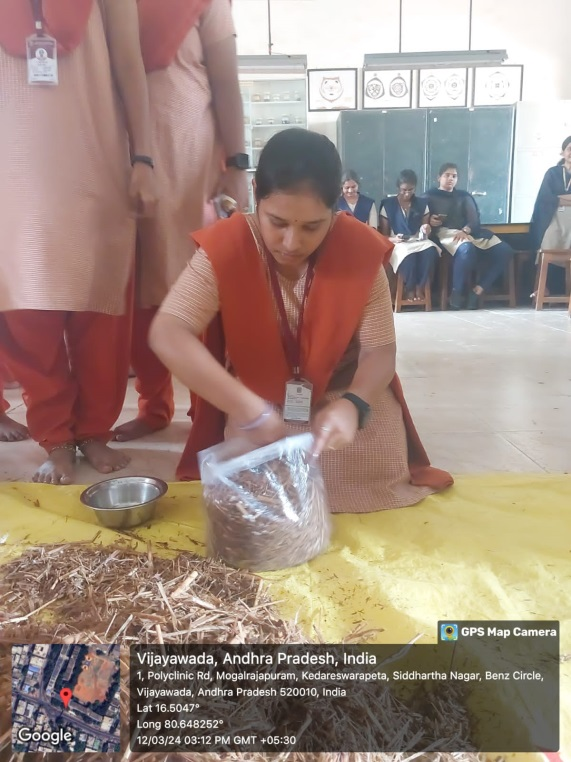 GPS Map Camera
Vijayawada, Andhra Pradesh, India
1, Polyclinic Rd, Mogalrajapuram, Kedareswarapeta, Siddhartha Nagar, Benz Circle,
Vijayawada, Andhra Pradesh 520010, India
Lat 16.5047°
Long 80.648252°
12/03/24 03:12 PM GMT +05:30
Google